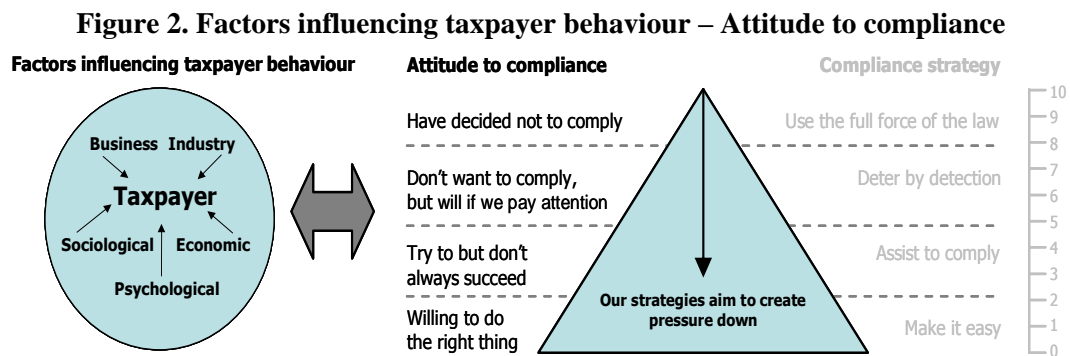 Figure 2. Factors influencing taxpayer behaviour – Attitude to compliance
Factors influencing taxpayer behaviour
Business Industry
Taxpayer
Sociological Economic
Psychological
Attitude to compliance
Have decided not to comply
Don't want to comply,
but will if we pay attention
Try to but don't
always succeed
Willing to do
the right thing
Our strategies aim to create
pressure down
Compliance strategy
Use the full force of the law
Deter by detection
Assist to comply
Make it easy
10
9
8
7
6
5
4
3
2
1
0